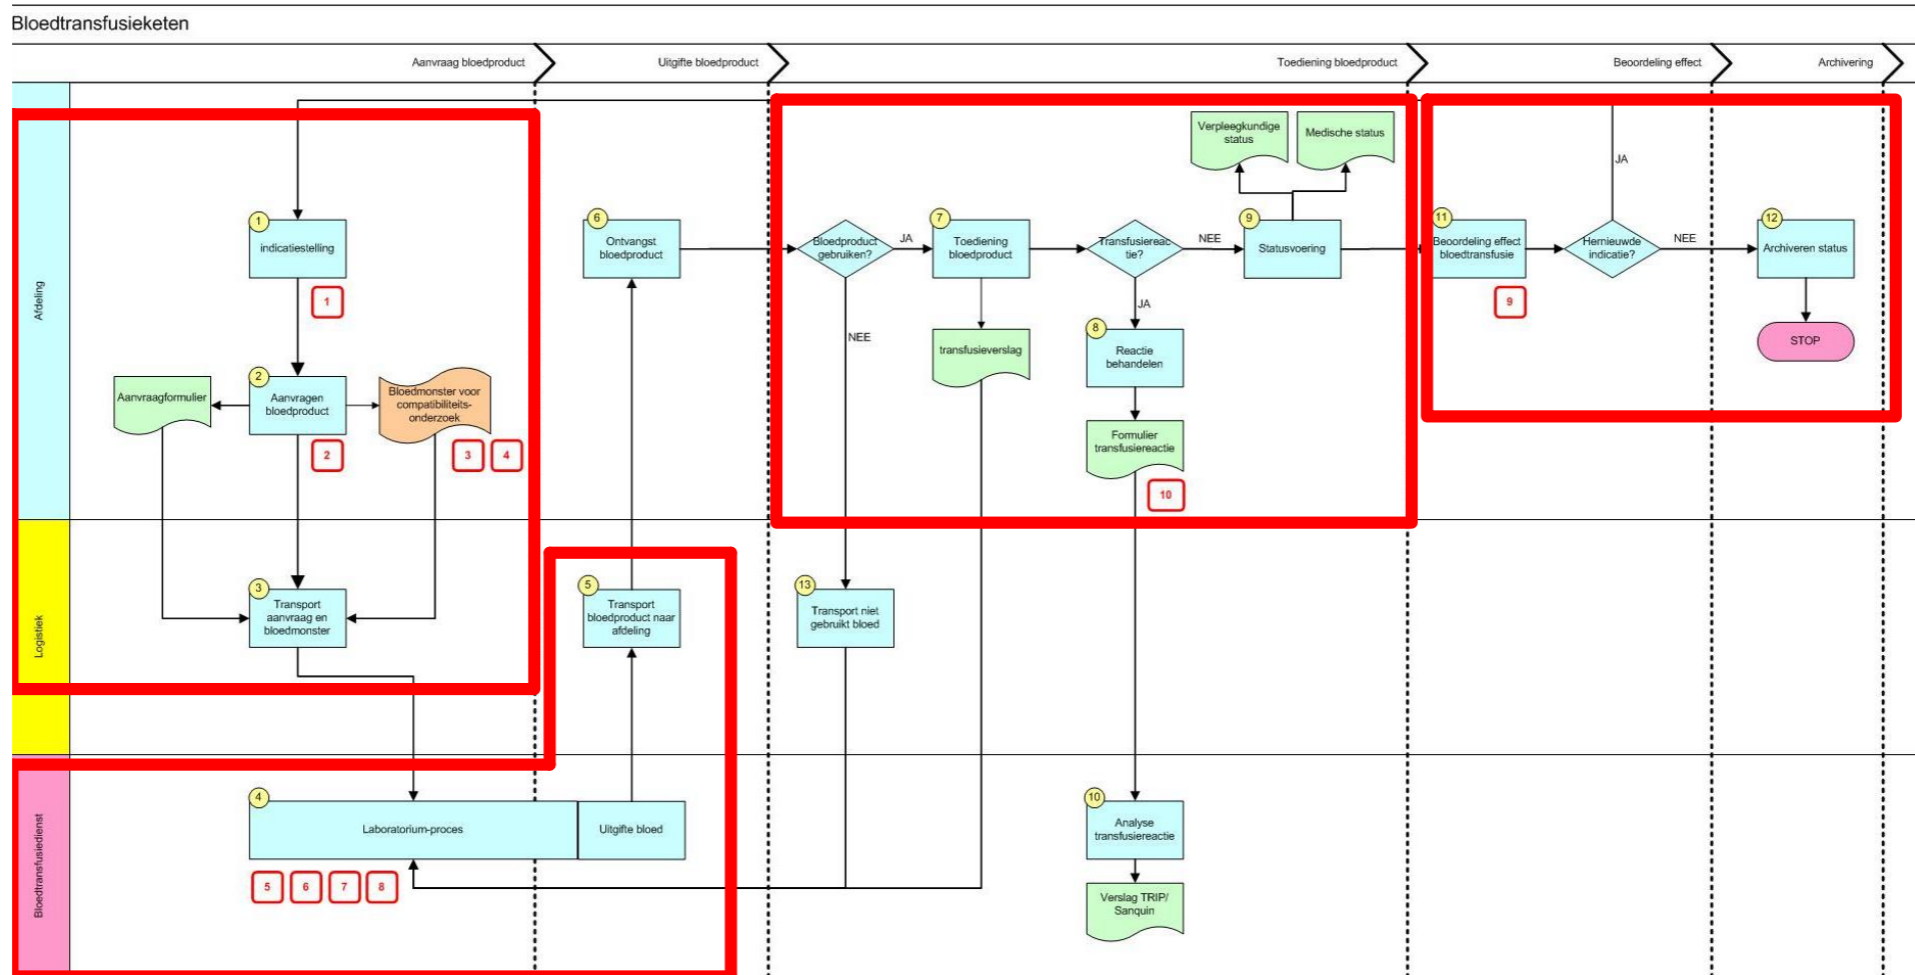 Bloedtransfusieketen
Aanvraag bloedproduct
Uitgifte bloedproduct
Toediening bloedproduct
Beoordeling effect
Archivering
Afdeling
1
indicatiestelling
1
2
Aanvragen
bloedproduct
2
Aanvraagformulier
Bloedmonster voor
compatibiliteits-
onderzoek
3
4
6
Ontvangst
bloedproduct
Bloedproduct
gebruiken?
JA
NEE
7
Toediening
bloedproduct
transfusieverslag
Transfusiereac
tie?
NEE
JA
8
Reactie
behandelen
Formulier
transfusiereactie
10
9
Statusvoering
Verpleegkundige
status
Medische status
11
Beoordeling effect
bloedtransfusie
9
Hernieuwde
indicatie?
JA
NEE
12
Archiveren status
STOP
Logistiek
3
Transport
aanvraag en
bloedmonster
5
Transport
bloedproduct naar
afdeling
13
Transport niet
gebruikt bloed
Bloedtransfusiedienst
4
Laboratorium-proces
Uitgifte bloed
5
6
7
8
10
Analyse
transfusiereactie
Verslag TRIP/
Sanquin